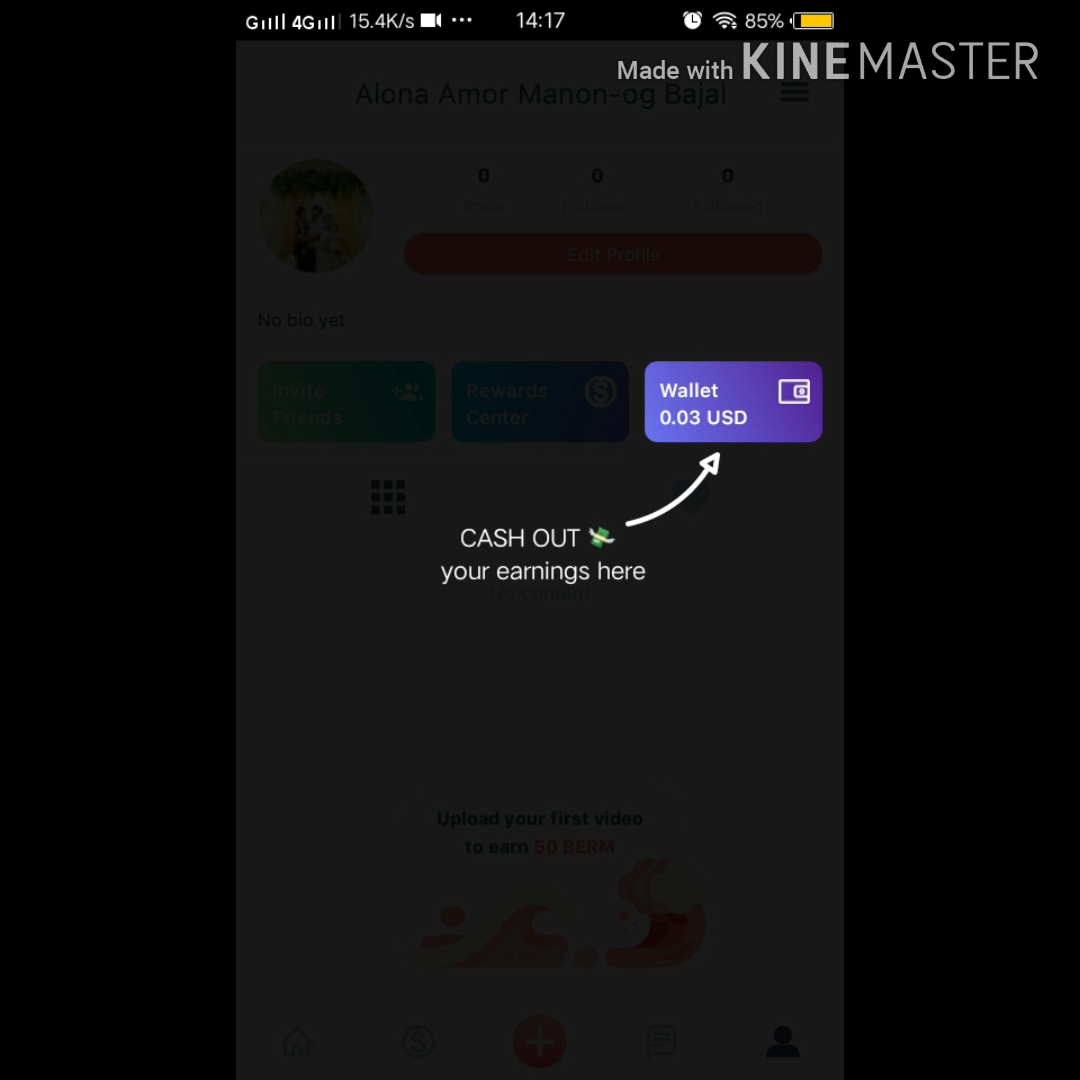 4G 15.4K/s ··· 14:17 85%
Made with KINEMASTER
Alona Amor Manon-og Bajal
0 0 0
Posts Followers Following
Edit Profile
No bio yet
Invite
Friends
Rewards
Center
Wallet
0.03 USD
CASH OUT 💸
your earnings here
No content
Upload your first video
to earn 50 BERM